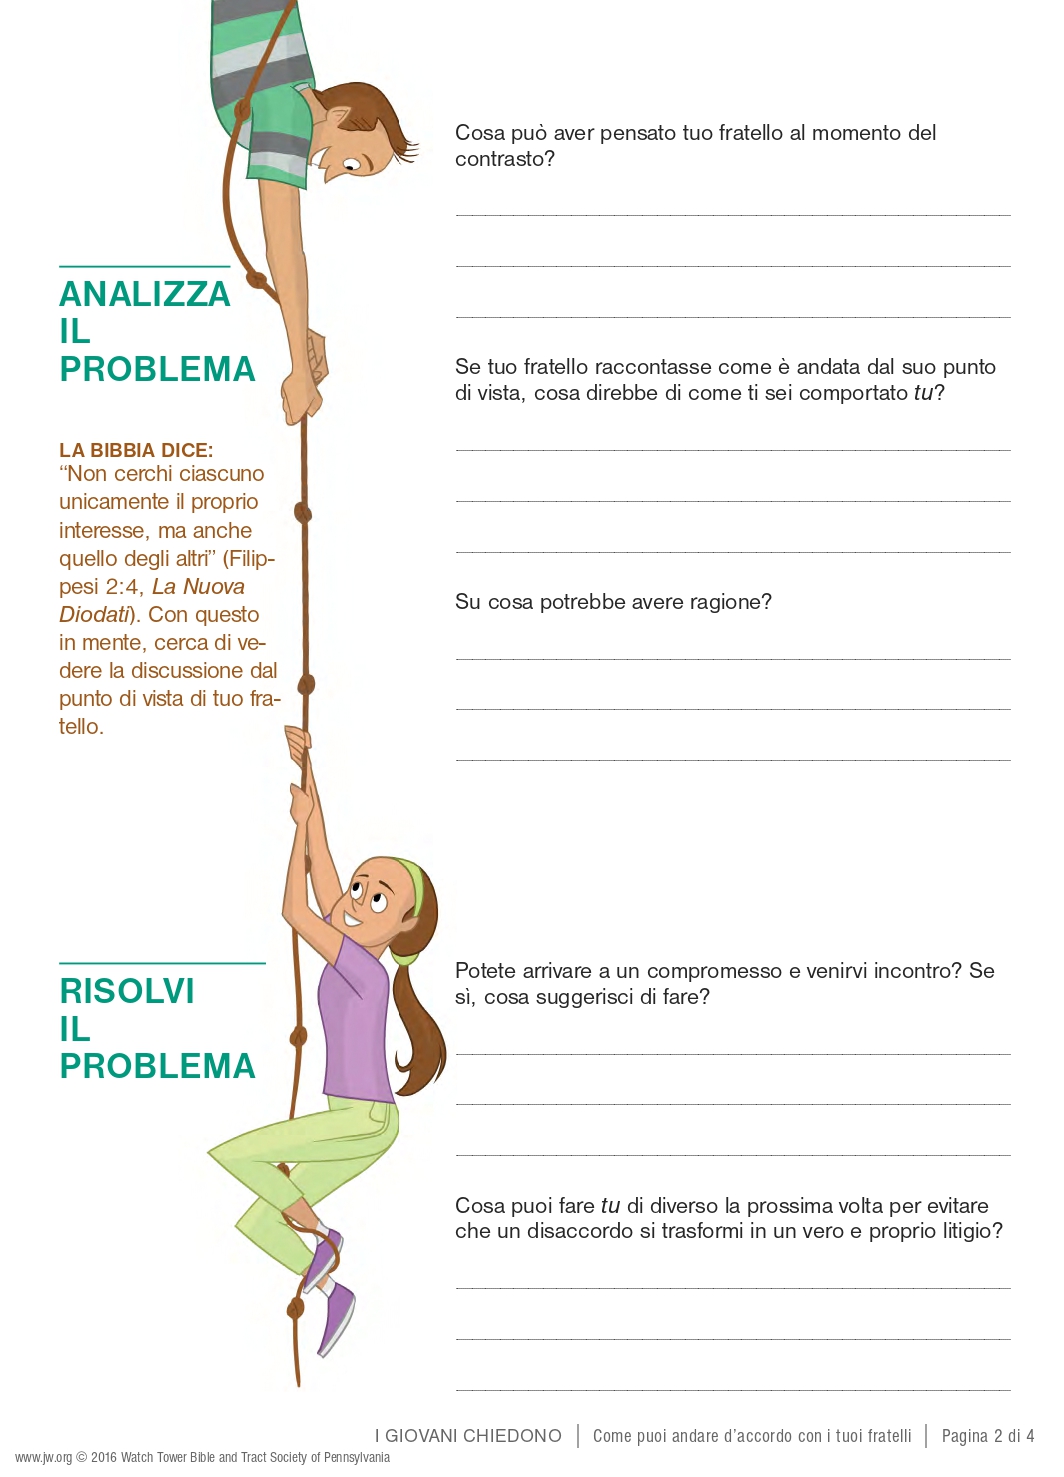 ANALIZZA
IL
PROBLEMA
LA BIBBIA DICE:
“Non cerchi ciascuno
unicamente il proprio
interesse, ma anche
quello degli altri” (Filip-
pesi 2:4, La Nuova
Diodati). Con questo
in mente, cerca di ve-
dere la discussione dal
punto di vista di tuo fra-
tello.
Cosa può aver pensato tuo fratello al momento del
contrasto?
Se tuo fratello raccontasse come è andata dal suo punto
di vista, cosa direbbe di come ti sei comportato tu?
Su cosa potrebbe avere ragione?
RISOLVI
IL
PROBLEMA
Potete arrivare a un compromesso e venirvi incontro? Se
sì, cosa suggerisci di fare?
Cosa puoi fare tu di diverso la prossima volta per evitare
che un disaccordo si trasformi in un vero e proprio litigio?
I GIOVANI CHIEDONO | Come puoi andare d’accordo con i tuoi fratelli | Pagina 2 di 4
www.jw.org © 2016 Watch Tower Bible and Tract Society of Pennsylvania